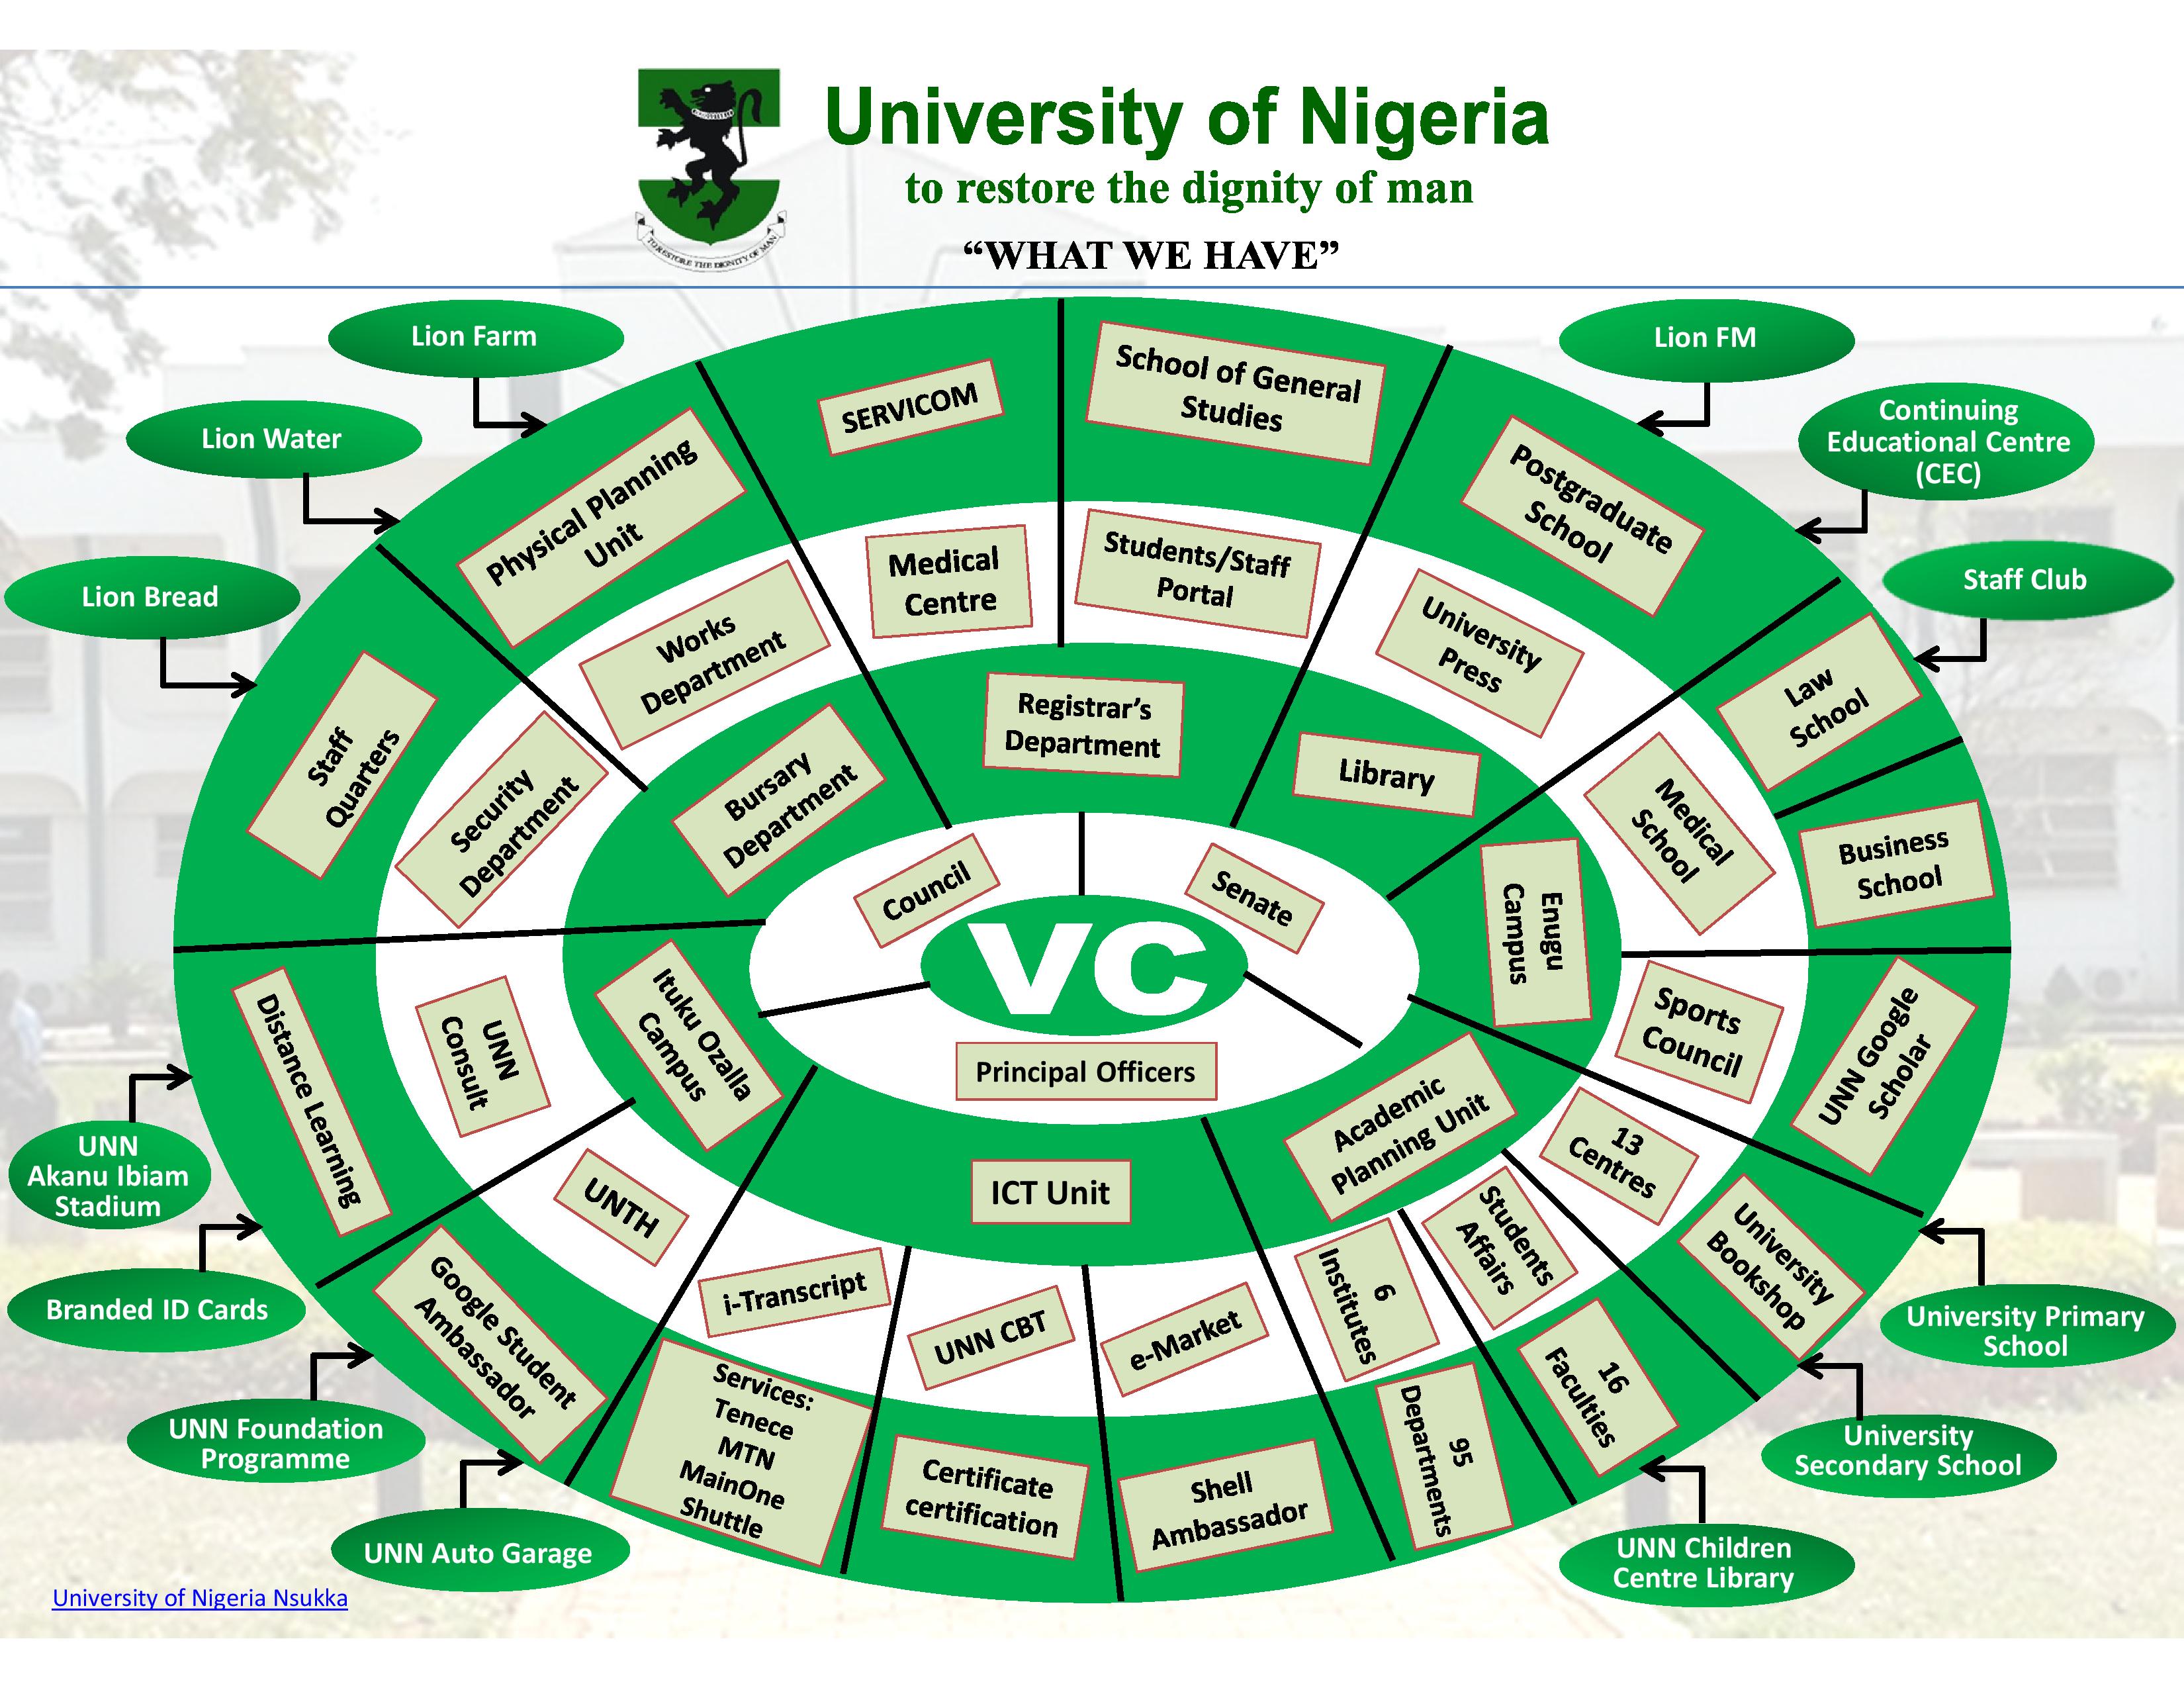 University of Nigeria
to restore the dignity of man
“WHAT WE HAVE”
TO RESTORE THE DIGNITY OF MAN
Lion Farm
Lion Water
Lion Bread
Lion FM
Continuing
Educational Centre
(CEC)
Staff Club
SERVICOM
School of General
Studies
Postgraduate
School
Law
School
Business
School
UNN Google
Scholar
University
Bookshop
16
Faculties
95
Departments
Shell
Ambassador
Certificate
certification
Services:
Tenece
MTN
MainOne
Shuttle
Google Student
Ambassador
Distance Learning
Staff
Quarters
Physical Planning
Unit
Medical
Centre
Students/Staff
Portal
University
Press
Medical
School
Sports
Council
13
Centres
Students
Affairs
6
Institutes
e-Market
UNN CBT
i-Transcript
UNTH
UNN
Consult
Security
Department
Works
Department
Registrar’s
Department
Library
Enugu
Campus
Academic
Planning Unit
ICT Unit
Ituku Ozalla
Campus
Bursary
Department
Council
Senate
VC
Principal Officers
UNN
Akanu Ibiam
Stadium
Branded ID Cards
UNN Foundation
Programme
UNN Auto Garage
University Primary
School
University
Secondary School
UNN Children
Centre Library
University of Nigeria Nsukka